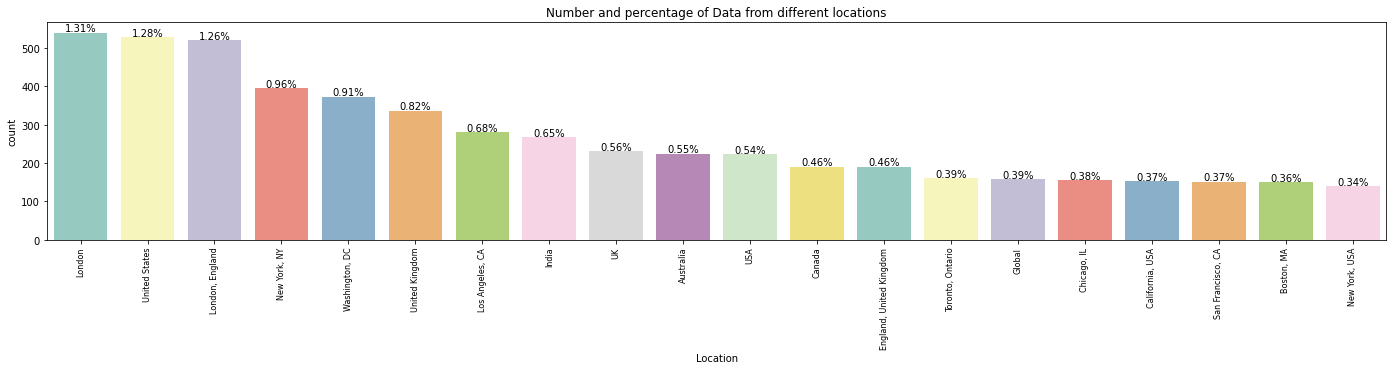 Number and percentage of Data from different locations
count
500
400
300
200
100
0
1.31%
1.28%
1.26%
0.96%
0.91%
0.82%
0.68%
0.65%
0.56%
0.55%
0.54%
0.46%
0.46%
0.39%
0.39%
0.38%
0.37%
0.37%
0.36%
0.34%
London
United States
London, England
New York, NY
Washington, DC
United Kingdom
Los Angeles, CA
India
UK
Australia
USA
Canada
England, United Kingdom
Toronto, Ontario
Global
Chicago, IL
California, USA
San Francisco, CA
Boston, MA
New York, USA
Location